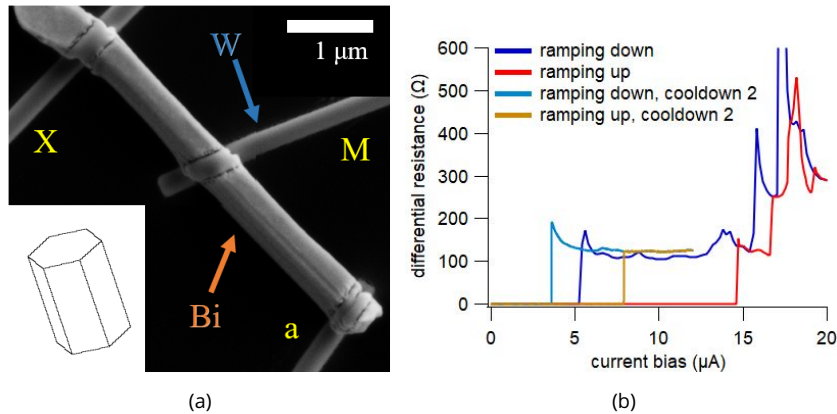 W
1 μm
X
M
Bi
a
(a)
600
500
400
300
200
100
0
differential resistance (Ω)
ramping down
ramping up
ramping down, cooldown 2
ramping up, cooldown 2
0
5
10
15
20
current bias (μA)
(b)